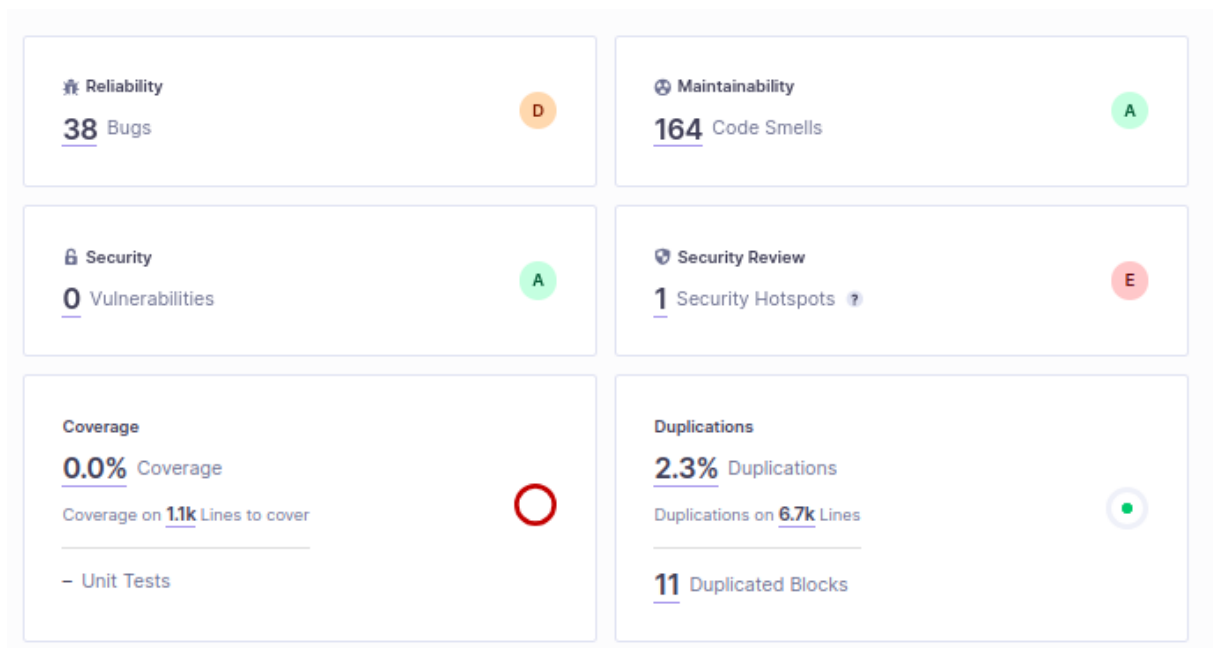 Reliability
38 Bugs
D
Maintainability
164 Code Smells
A
Security
0 Vulnerabilities
A
Security Review
1 Security Hotspots ?
E
Coverage
0.0% Coverage
Coverage on 1.1k Lines to cover
– Unit Tests
Duplications
2.3% Duplications
Duplications on 6.7k Lines
11 Duplicated Blocks